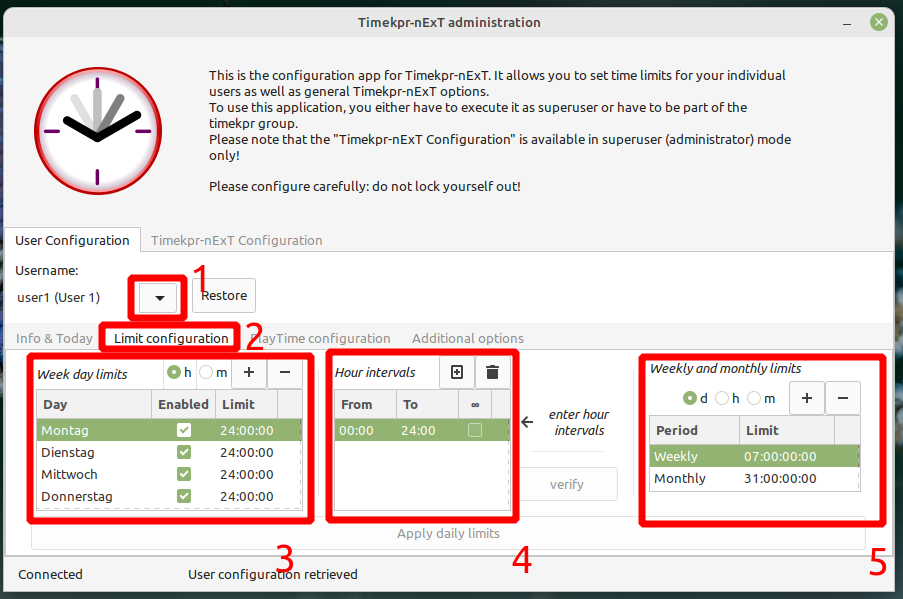 Timekpr-nExT administration
This is the configuration app for Timekpr-nExT. It allows you to set time limits for your individual
users as well as general Timekpr-nExT options.
To use this application, you either have to execute it as superuser or have to be part of the
timekpr group.
Please note that the "Timekpr-nExT Configuration" is available in superuser (administrator) mode
only!
Please configure carefully: do not lock yourself out!
User Configuration Timekpr-nExT Configuration
Username:
1
user1 (User 1) Restore
2
Info & Today Limit configuration PlayTime configuration Additional options
Week day limits h m + −
Day Enabled Limit
Montag 24:00:00
Dienstag 24:00:00
Mittwoch 24:00:00
Donnerstag 24:00:00
Hour intervals
From To ∞
00:00 24:00
← enter hour
intervals
verify
Weekly and monthly limits
d h m + −
Period Limit
Weekly 07:00:00:00
Monthly 31:00:00:00
Apply daily limits
3 4 5
Connected User configuration retrieved